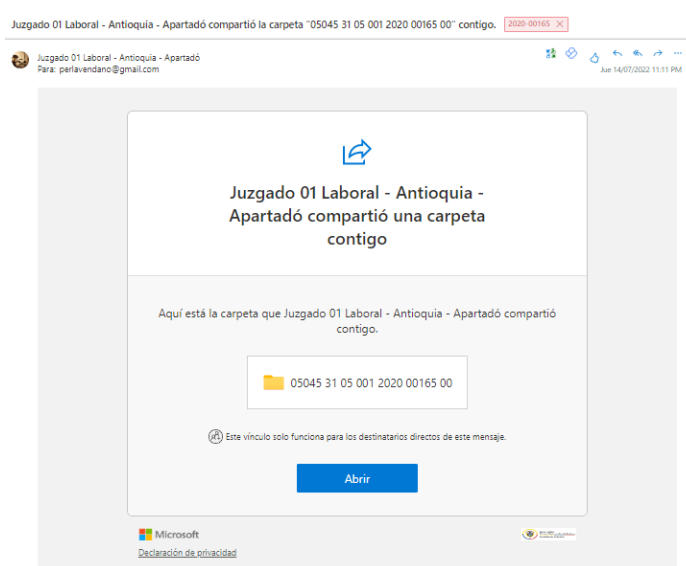 Juzgado 01 Laboral - Antioquia - Apartadó compartió la carpeta "05045 31 05 001 2020 00165 00" contigo. 2020-00165 ×
Juzgado 01 Laboral - Antioquia - Apartadó
Para: perlavendano@gmail.com
Jue 14/07/2022 11:11 PM
Juzgado 01 Laboral - Antioquia -
Apartadó compartió una carpeta
contigo
Aquí está la carpeta que Juzgado 01 Laboral - Antioquia - Apartadó compartió
contigo.
05045 31 05 001 2020 00165 00
Este vínculo solo funciona para los destinatarios directos de este mensaje.
Abrir
Microsoft
Declaración de privacidad